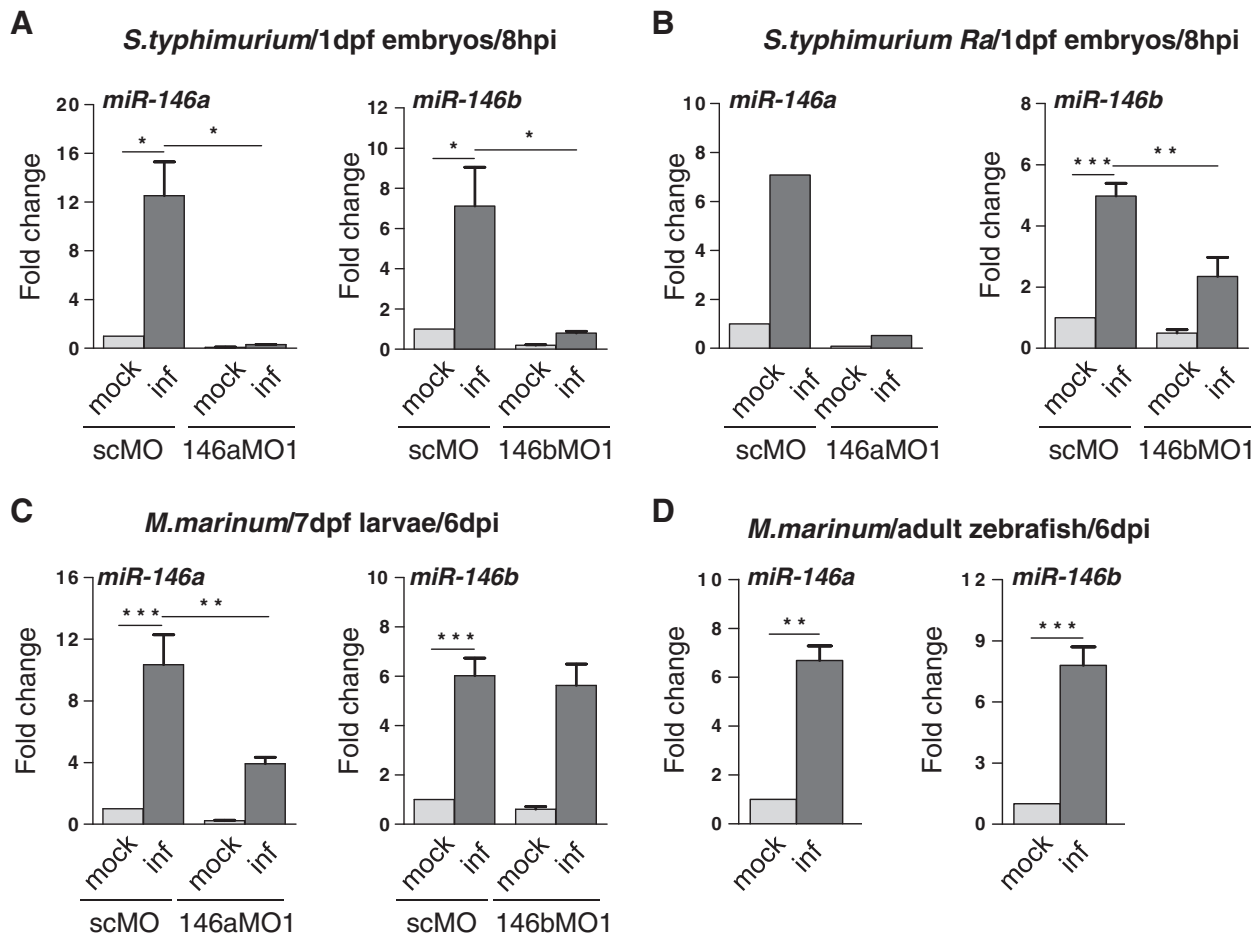 A
S.typhimurium/1dpf embryos/8hpi
miR-146a
Fold change
20
16
12
8
4
0
*
*
mock
inf
mock
inf
scMO
146aMO1
miR-146b
Fold change
12
10
8
6
4
2
0
*
*
mock
inf
mock
inf
scMO
146bMO1
B
S.typhimurium Ra/1dpf embryos/8hpi
miR-146a
Fold change
10
8
6
4
2
0
mock
inf
mock
inf
scMO
146aMO1
miR-146b
Fold change
8
6
4
2
0
***
**
mock
inf
mock
inf
scMO
146bMO1
C
M.marinum/7dpf larvae/6dpi
miR-146a
Fold change
16
12
8
4
0
***
**
mock
inf
mock
inf
scMO
146aMO1
miR-146b
Fold change
10
8
6
4
2
0
***
mock
inf
mock
inf
scMO
146bMO1
D
M.marinum/adult zebrafish/6dpi
miR-146a
Fold change
10
8
6
4
2
0
**
mock
inf
miR-146b
Fold change
12
9
6
3
0
***
mock
inf